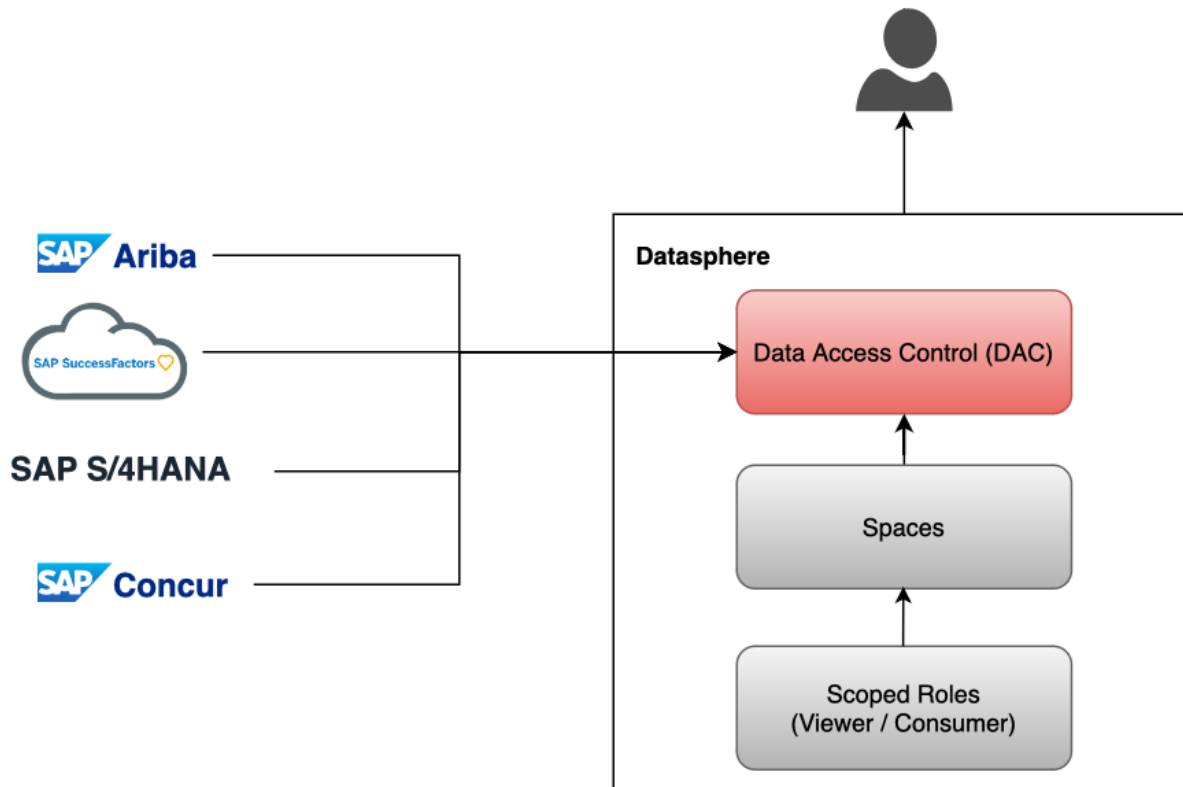 SAP Ariba
SAP SuccessFactors
SAP S/4HANA
SAP Concur
Datasphere
Data Access Control (DAC)
Spaces
Scoped Roles
(Viewer / Consumer)